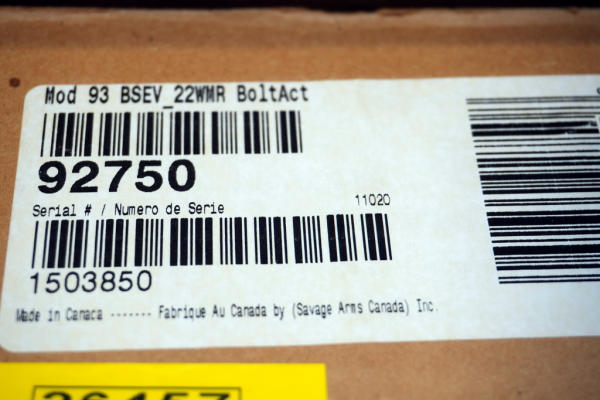 Mod 93 BSEV_22WMR BoltAct
92750
Serial # / Numero de Serie 11020
1503850
Made in Canaca ------- Fabrique Au Canada by (Savage Arms Canada) Inc.